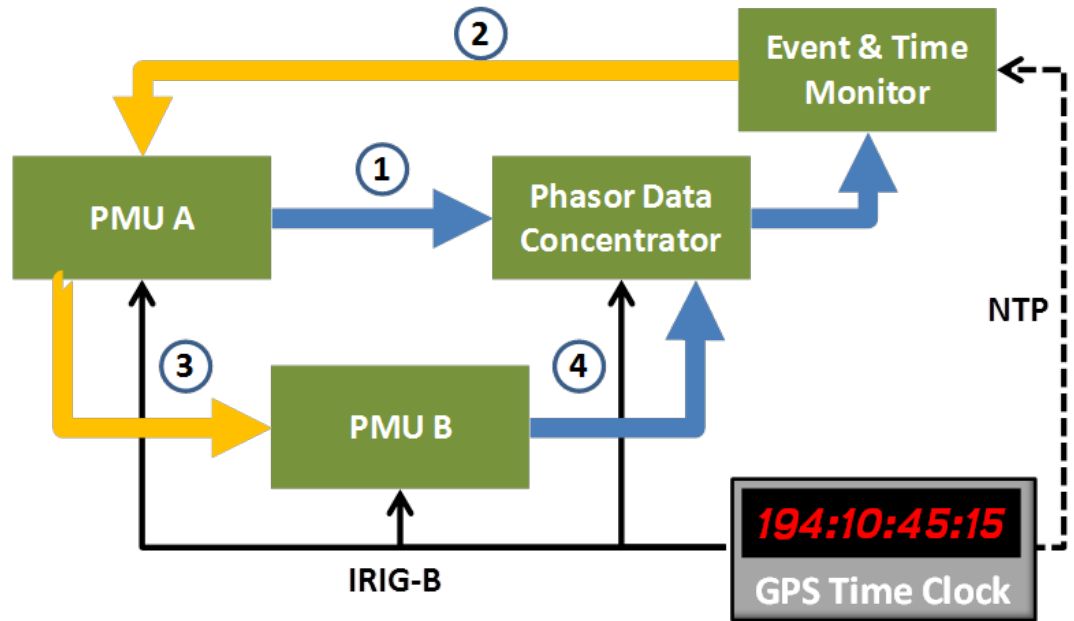 2
Event & Time
Monitor
1
PMU A
Phasor Data
Concentrator
NTP
3
4
PMU B
194:10:45:15
IRIG-B
GPS Time Clock